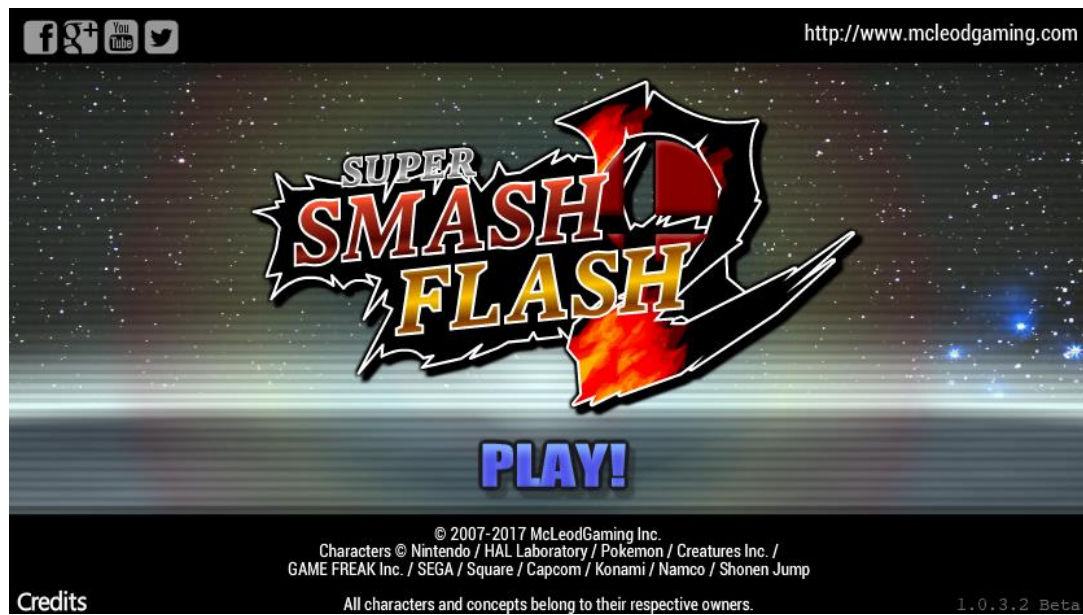 f g+ You Tube
http://www.mcleodgaming.com
SUPER
SMASH
FLASH
2
PLAY!
© 2007-2017 McLeodGaming Inc.
Characters © Nintendo / HAL Laboratory / Pokemon / Creatures Inc. /
GAME FREAK Inc. / SEGA / Square / Capcom / Konami / Namco / Shonen Jump
Credits
All characters and concepts belong to their respective owners.
1.0.3.2 Beta